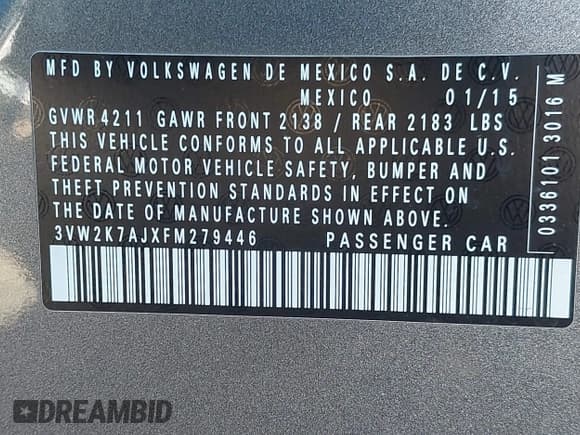 MFD BY VOLKSWAGEN DE MEXICO S.A. DE C.V.
MEXICO 01/15
GVWR 4211 GAWR FRONT 2138 / REAR 2183 LBS
THIS VEHICLE CONFORMS TO ALL APPLICABLE U.S.
FEDERAL MOTOR VEHICLE SAFETY, BUMPER AND
THEFT PREVENTION STANDARDS IN EFFECT ON
THE DATE OF MANUFACTURE SHOWN ABOVE.
3VW2K7AJXFM279446 PASSENGER CAR
0336101 3016 M
DREAMBID